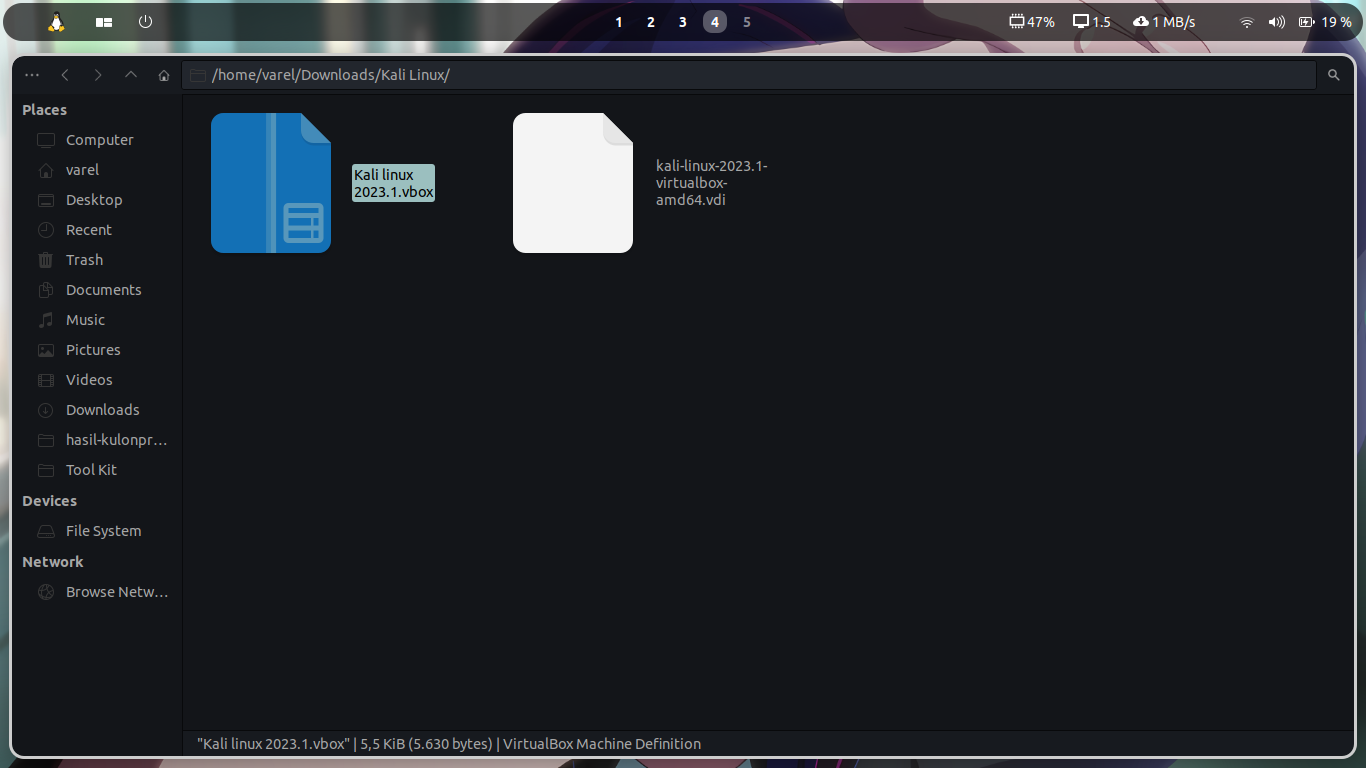 1 2 3 4 5 47% 1.5 1 MB/s 19 %
/home/varel/Downloads/Kali Linux/
Places
Computer
varel
Desktop
Recent
Trash
Documents
Music
Pictures
Videos
Downloads
hasil-kulonpr...
Tool Kit
Devices
File System
Network
Browse Netw...
Kali linux
2023.1.vbox
kali-linux-2023.1-
virtualbox-
amd64.vdi
"Kali linux 2023.1.vbox" | 5,5 KiB (5.630 bytes) | VirtualBox Machine Definition